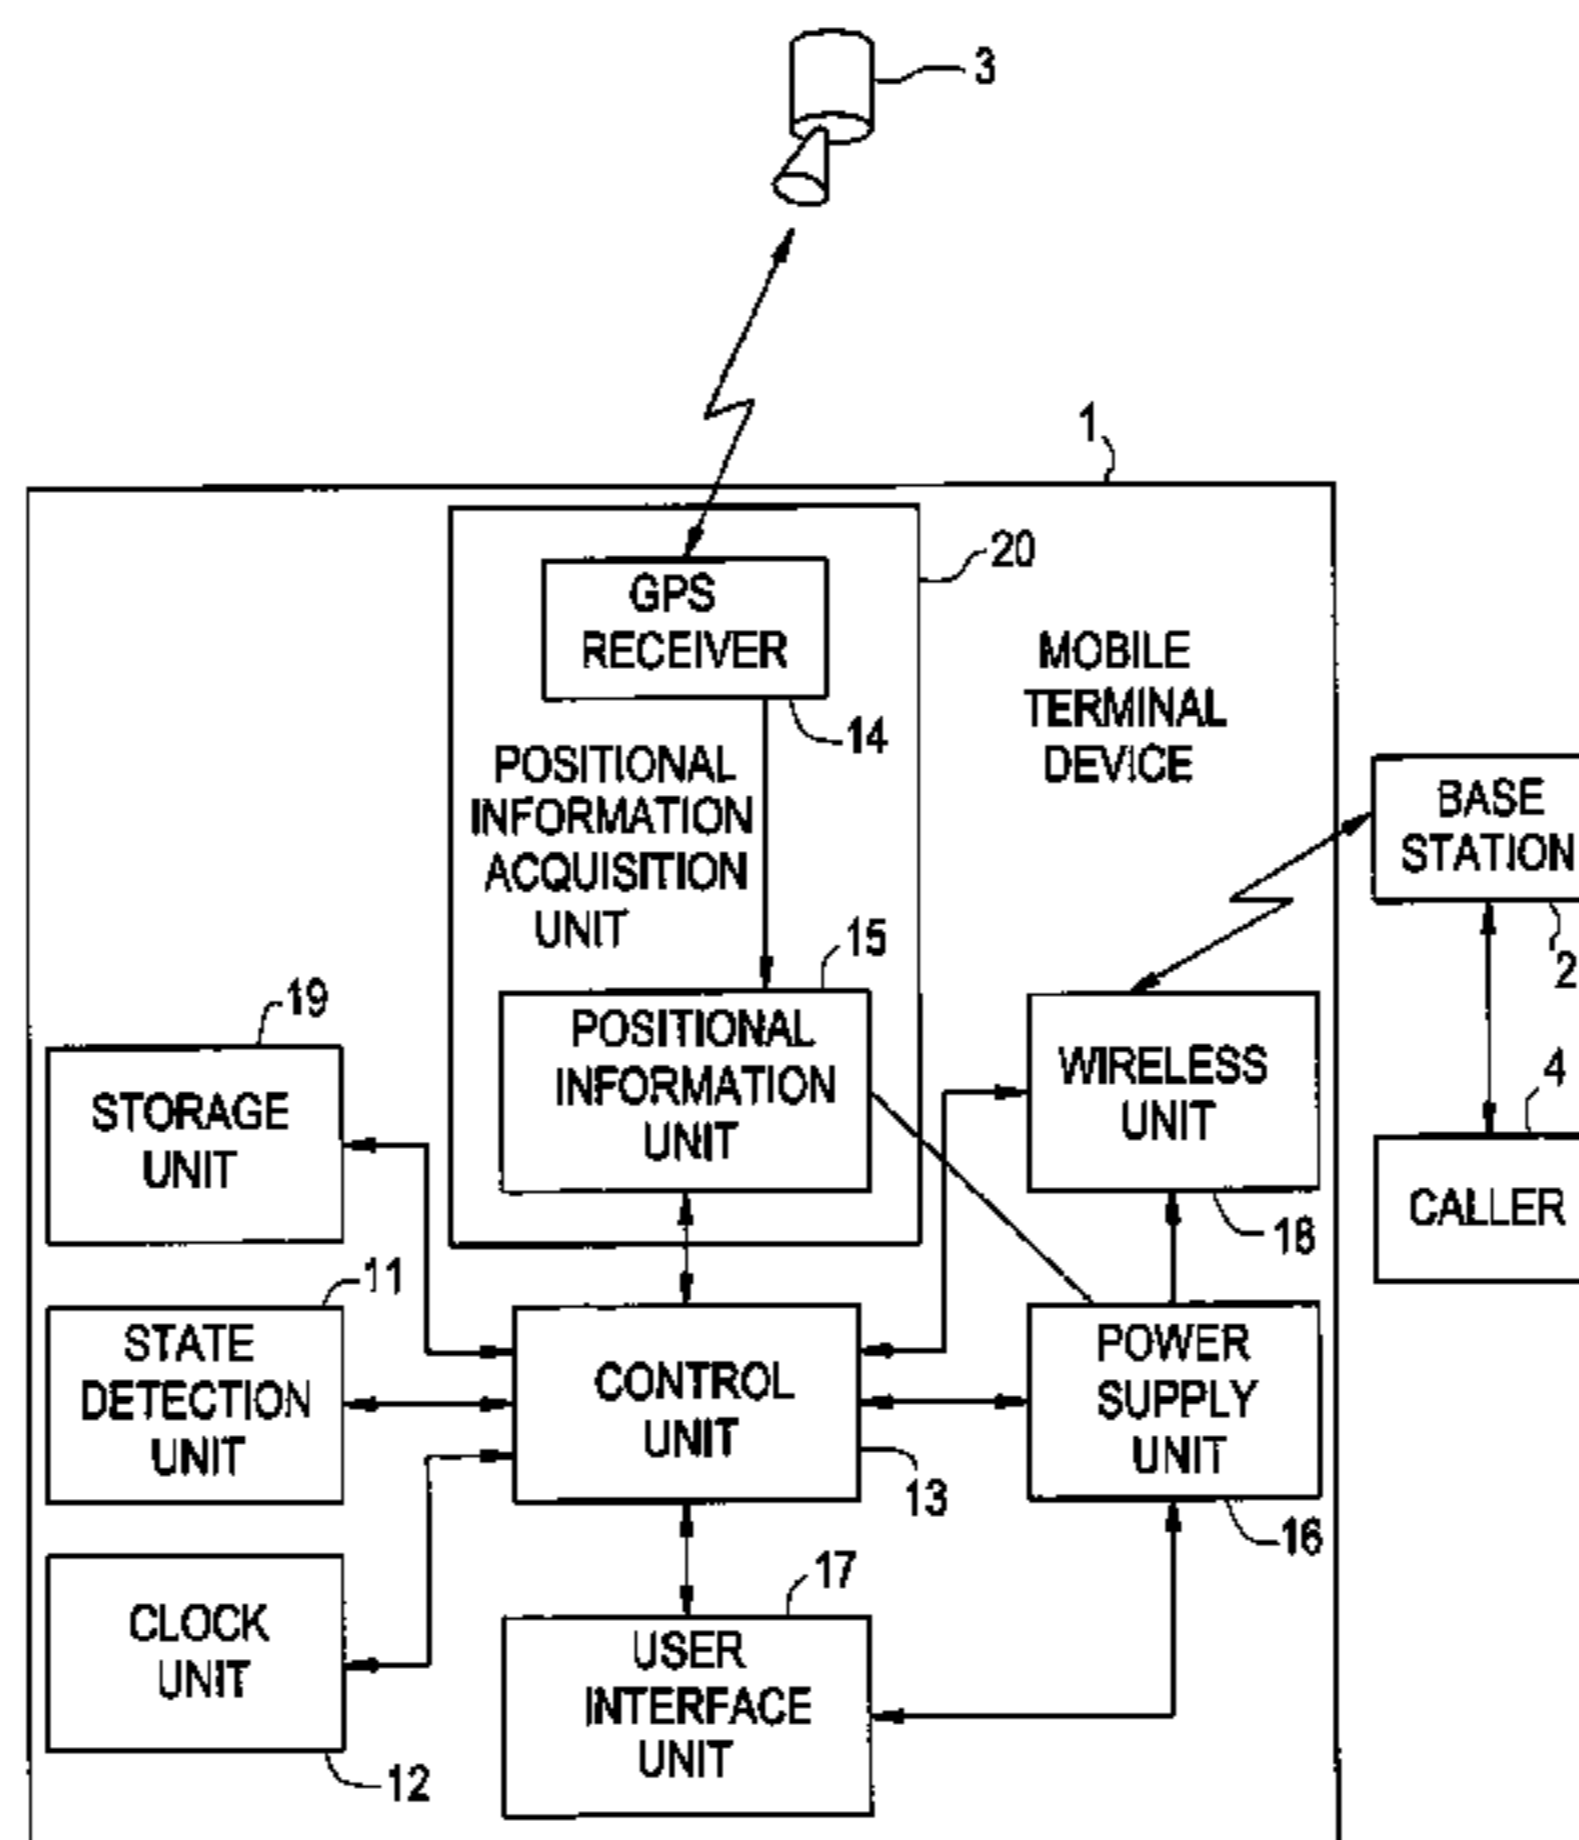 3
1
20
GPS
RECEIVER
14
MOBILE
TERMINAL
DEVICE
POSITIONAL
INFORMATION
ACQUISITION
UNIT
BASE
STATION
2
15
POSITIONAL
INFORMATION
UNIT
19
STORAGE
UNIT
WIRELESS
UNIT
18
4
CALLER
11
STATE
DETECTION
UNIT
CONTROL
UNIT
13
POWER
SUPPLY
UNIT
16
CLOCK
UNIT
12
17
USER
INTERFACE
UNIT